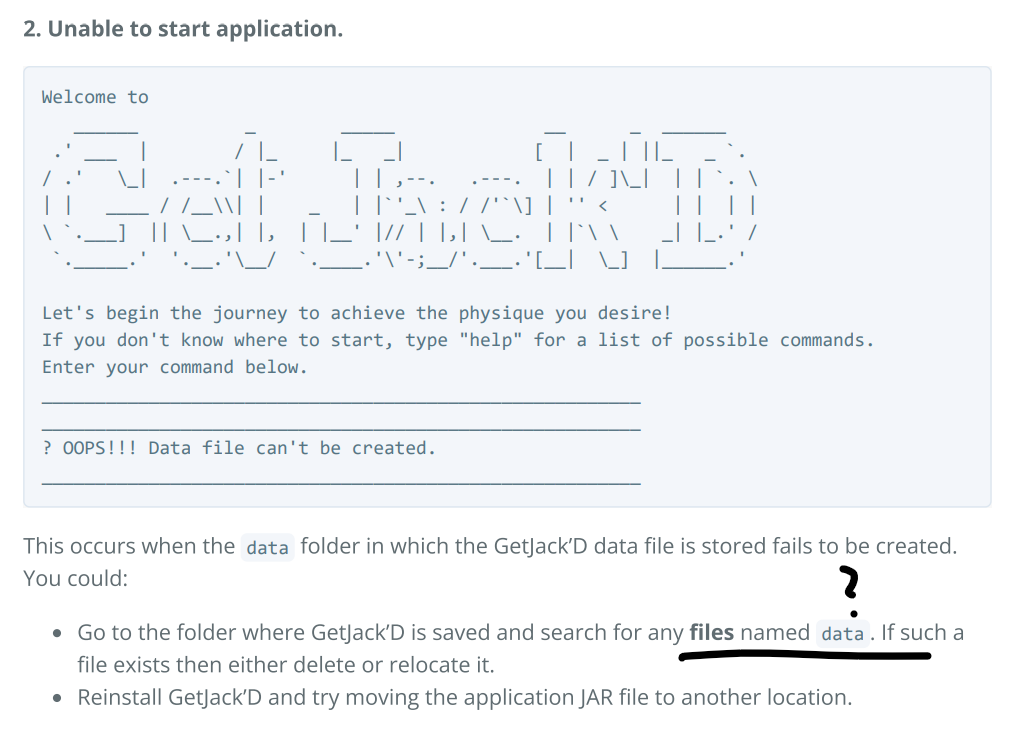 2. Unable to start application.
Welcome to
GetJack'D
Let's begin the journey to achieve the physique you desire!
If you don't know where to start, type "help" for a list of possible commands.
Enter your command below.
? OOPS!!! Data file can't be created.
This occurs when the data folder in which the GetJack’D data file is stored fails to be created.
You could:
?
• Go to the folder where GetJack’D is saved and search for any files named data. If such a
file exists then either delete or relocate it.
• Reinstall GetJack’D and try moving the application JAR file to another location.